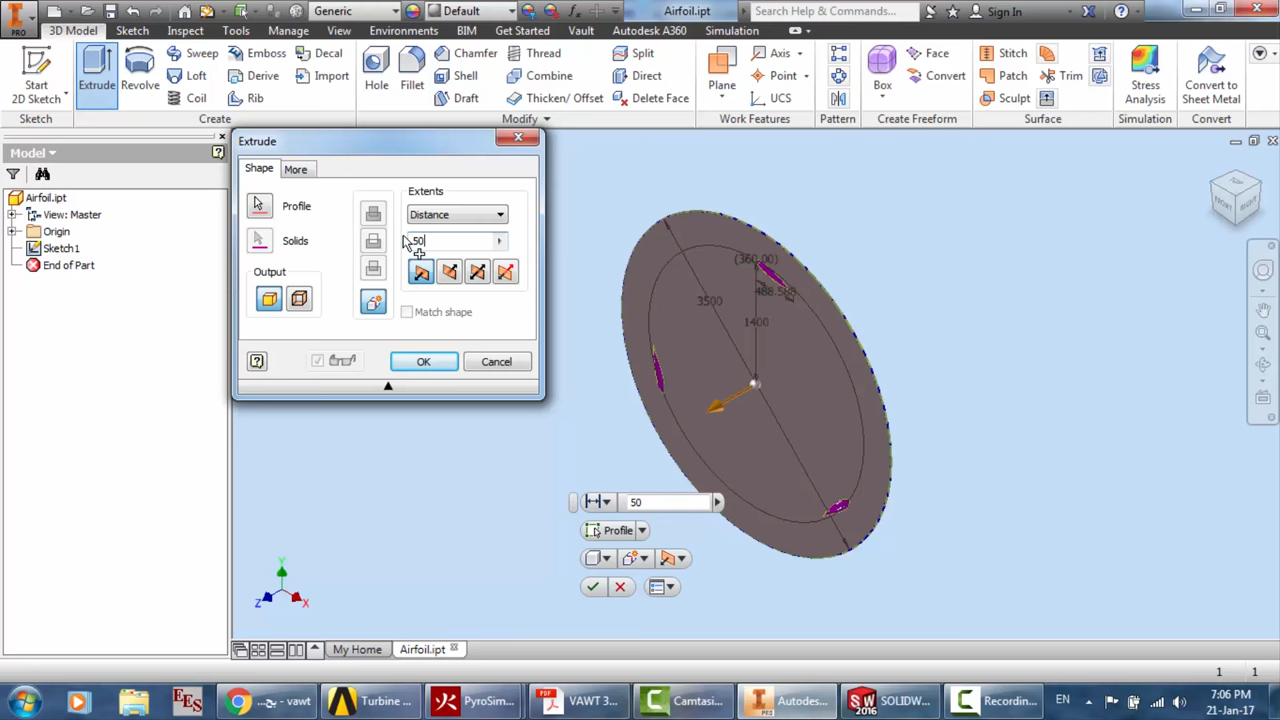 PRO
Generic
Default
Airfoil.ipt
Search Help & Commands...
Sign In
3D Model
Sketch
Inspect
Tools
Manage
View
Environments
BIM
Get Started
Vault
Autodesk A360
Simulation
Start
2D Sketch
Extrude
Revolve
Sweep
Loft
Coil
Emboss
Derive
Rib
Decal
Import
Hole
Fillet
Chamfer
Shell
Draft
Thread
Combine
Thicken/ Offset
Split
Direct
Delete Face
Plane
Axis
Point
UCS
Box
Face
Convert
Stitch
Patch
Sculpt
Trim
Stress
Analysis
Convert to
Sheet Metal
Sketch
Create
Modify
Work Features
Pattern
Create Freeform
Surface
Simulation
Convert
Model
Airfoil.ipt
View: Master
Origin
Sketch1
End of Part
Extrude
Shape
More
Profile
Solids
Output
Extents
Distance
50
Match shape
OK
Cancel
FRONT
RIGHT
(360.00)
3500
488.588
1400
50
Profile
Y
Z
X
My Home
Airfoil.ipt
1
1
EES
vawt - ...
Turbine ...
PyroSim...
VAWT 3...
Camtasi...
Autodes...
SOLIDW...
Recordin...
EN
7:06 PM
21-Jan-17